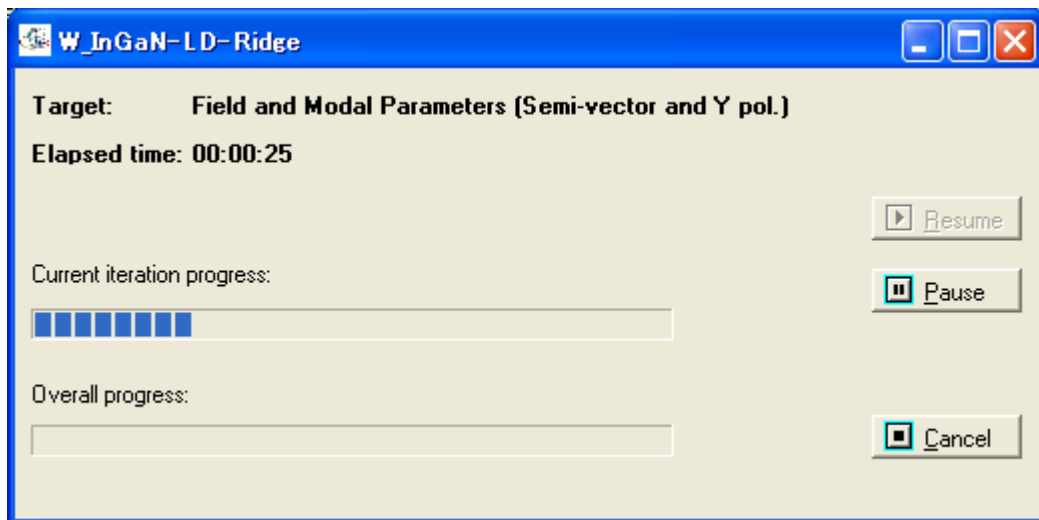 W_InGaN-LD-Ridge
Target: Field and Modal Parameters (Semi-vector and Y pol.)
Elapsed time: 00:00:25
Resume
Current iteration progress:
Pause
Overall progress:
Cancel